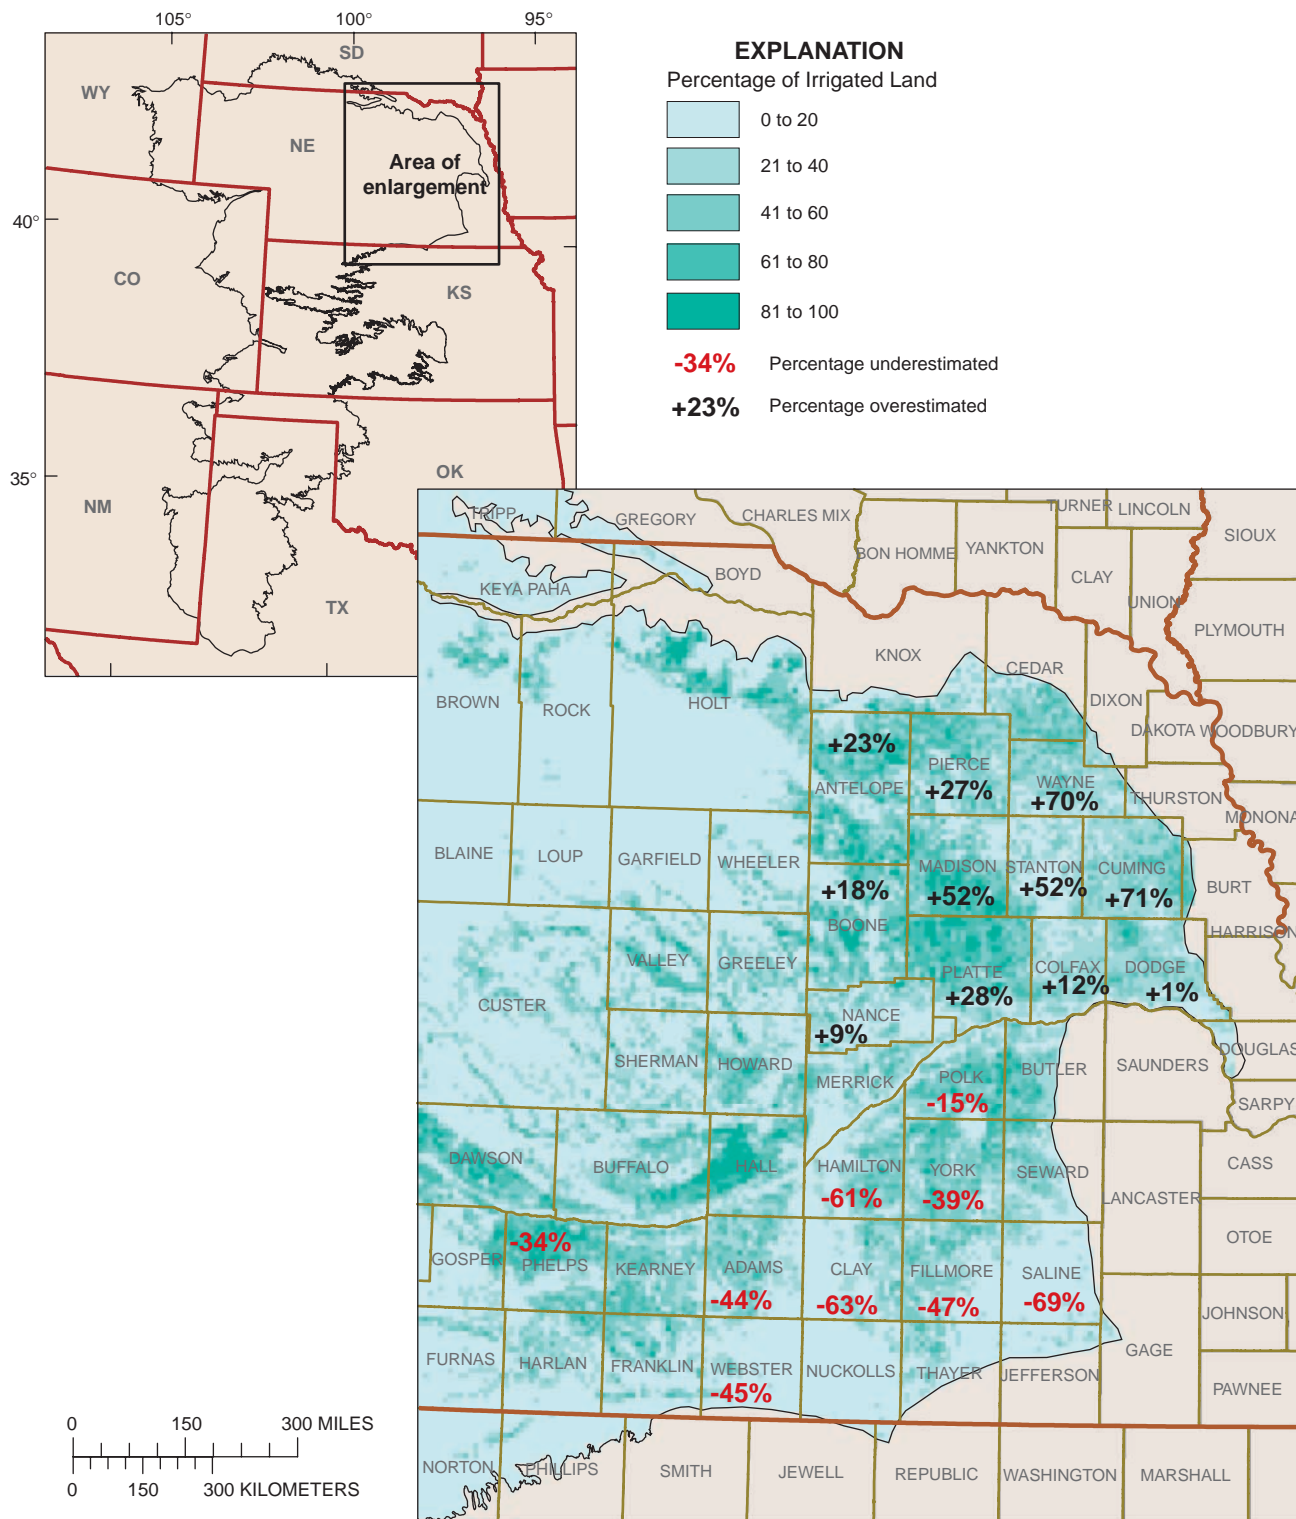 105°
100°
95°
SD
WY
NE
Area of
enlargement
40°
CO
KS
35°
NM
OK
TX
EXPLANATION
Percentage of Irrigated Land
0 to 20
21 to 40
41 to 60
61 to 80
81 to 100
-34% Percentage underestimated
+23% Percentage overestimated
TRIPP
GREGORY
CHARLES MIX
TURNER
LINCOLN
SIOUX
BON HOMME
YANKTON
CLAY
UNION
KEYA PAHA
BOYD
PLYMOUTH
KNOX
CEDAR
DIXON
BROWN
ROCK
HOLT
DAKOTA
WOODBURY
+23%
ANTELOPE
PIERCE
+27%
WAYNE
+70%
THURSTON
MONONA
BLAINE
LOUP
GARFIELD
WHEELER
+18%
BOONE
MADISON
+52%
STANTON
+52%
CUMING
+71%
BURT
HARRISON
CUSTER
VALLEY
GREELEY
PLATTE
+28%
COLFAX
+12%
DODGE
+1%
NANCE
+9%
SHERMAN
HOWARD
MERRICK
POLK
-15%
BUTLER
SAUNDERS
DOUGLAS
SARPY
DAWSON
BUFFALO
HALL
HAMILTON
-61%
YORK
-39%
SEWARD
LANCASTER
CASS
OTOE
GOSPER
-34%
PHELPS
KEARNEY
ADAMS
-44%
CLAY
-63%
FILLMORE
-47%
SALINE
-69%
JOHNSON
GAGE
FURNAS
HARLAN
FRANKLIN
WEBSTER
-45%
NUCKOLLS
THAYER
JEFFERSON
PAWNEE
NORTON
PHILLIPS
SMITH
JEWELL
REPUBLIC
WASHINGTON
MARSHALL
0 150 300 MILES
0 150 300 KILOMETERS